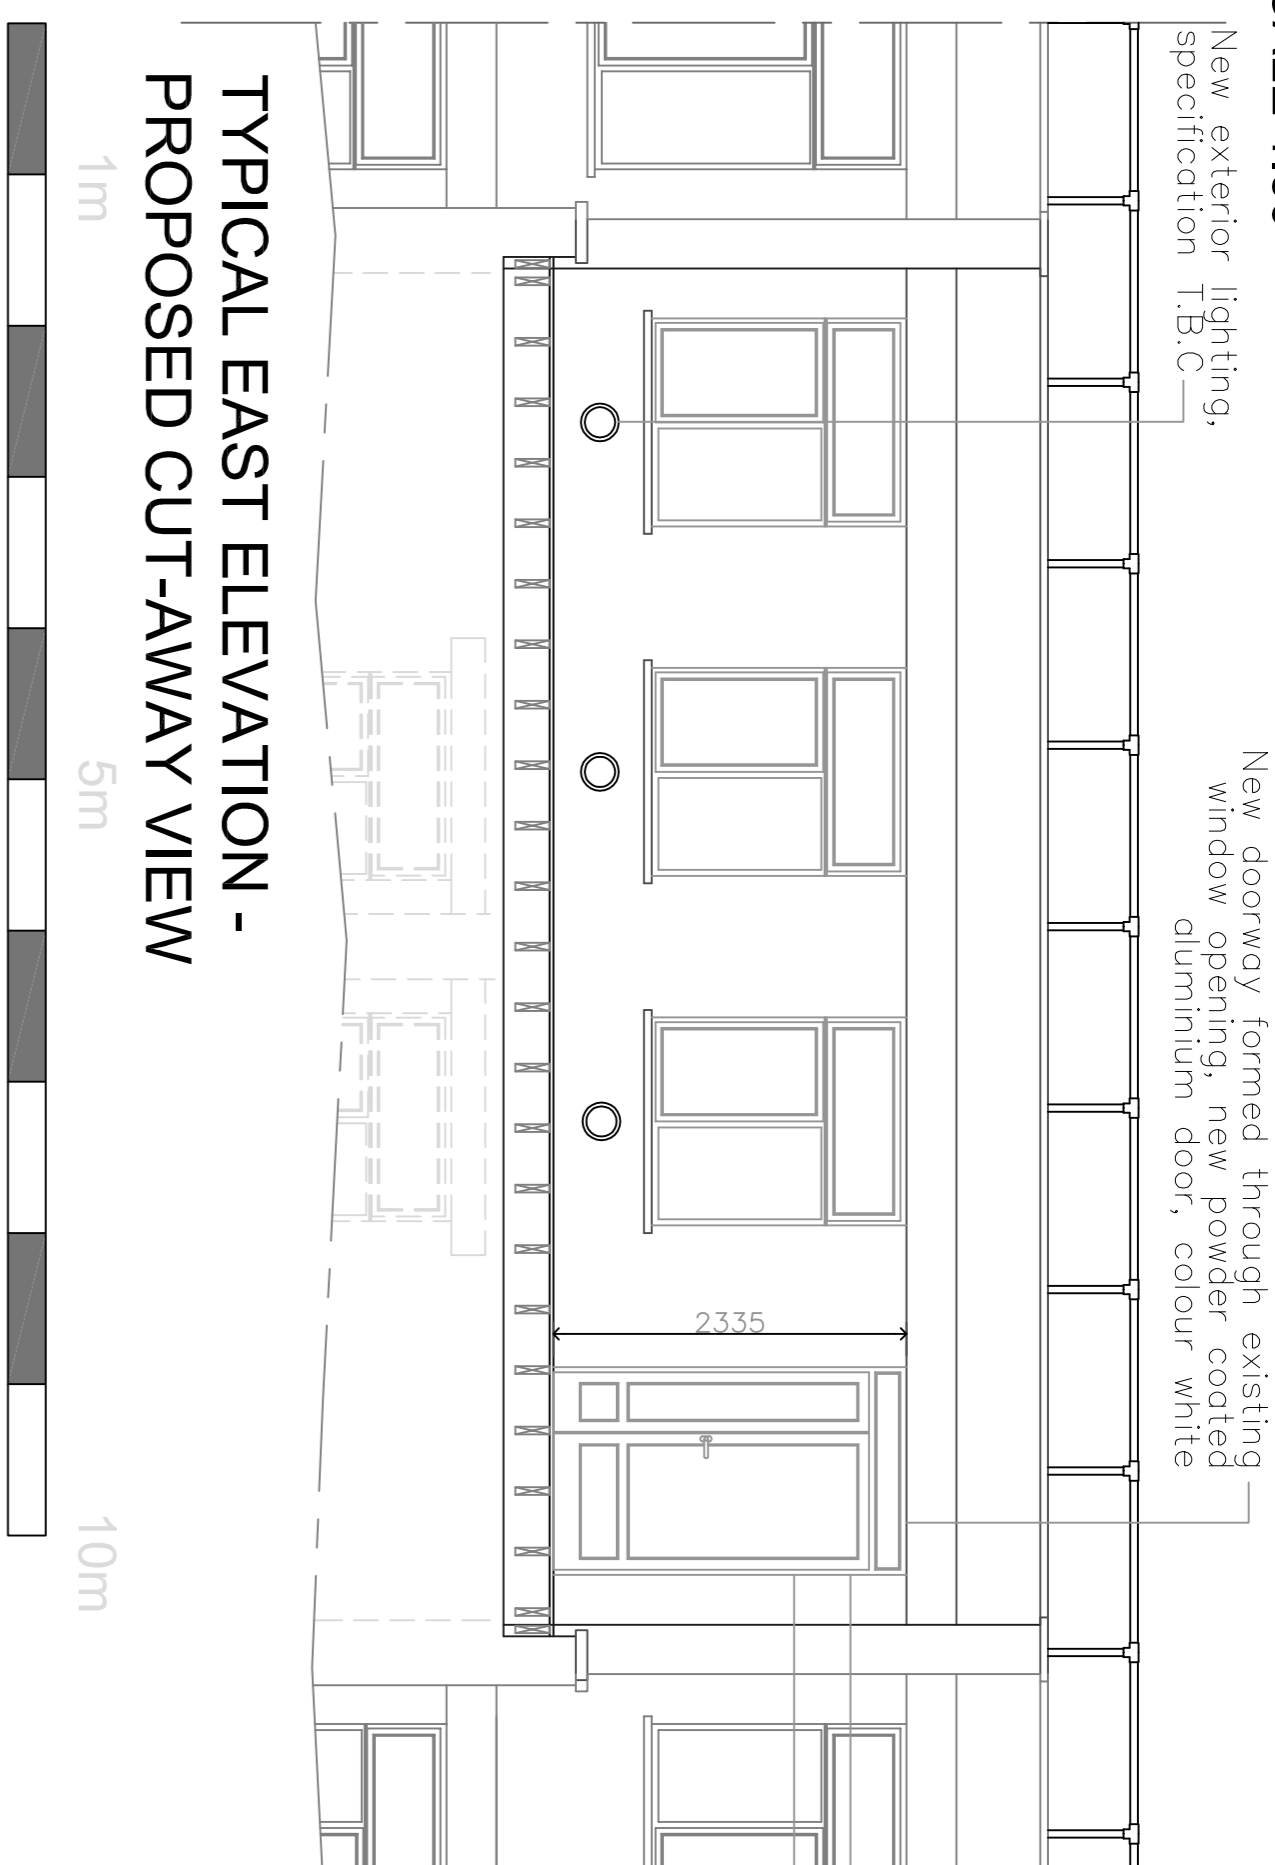 New exterior lighting,
specification T.B.C
New doorway formed through existing
window opening, new powder coated
aluminium door, colour white
2335
TYPICAL EAST ELEVATION -
PROPOSED CUT-AWAY VIEW
1m
5m
10m